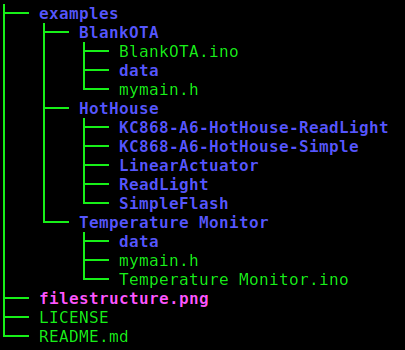 examples
BlankOTA
BlankOTA.ino
data
mymain.h
HotHouse
KC868-A6-HotHouse-ReadLight
KC868-A6-HotHouse-Simple
LinearActuator
ReadLight
SimpleFlash
Temperature Monitor
data
mymain.h
Temperature Monitor.ino
filestructure.png
LICENSE
README.md